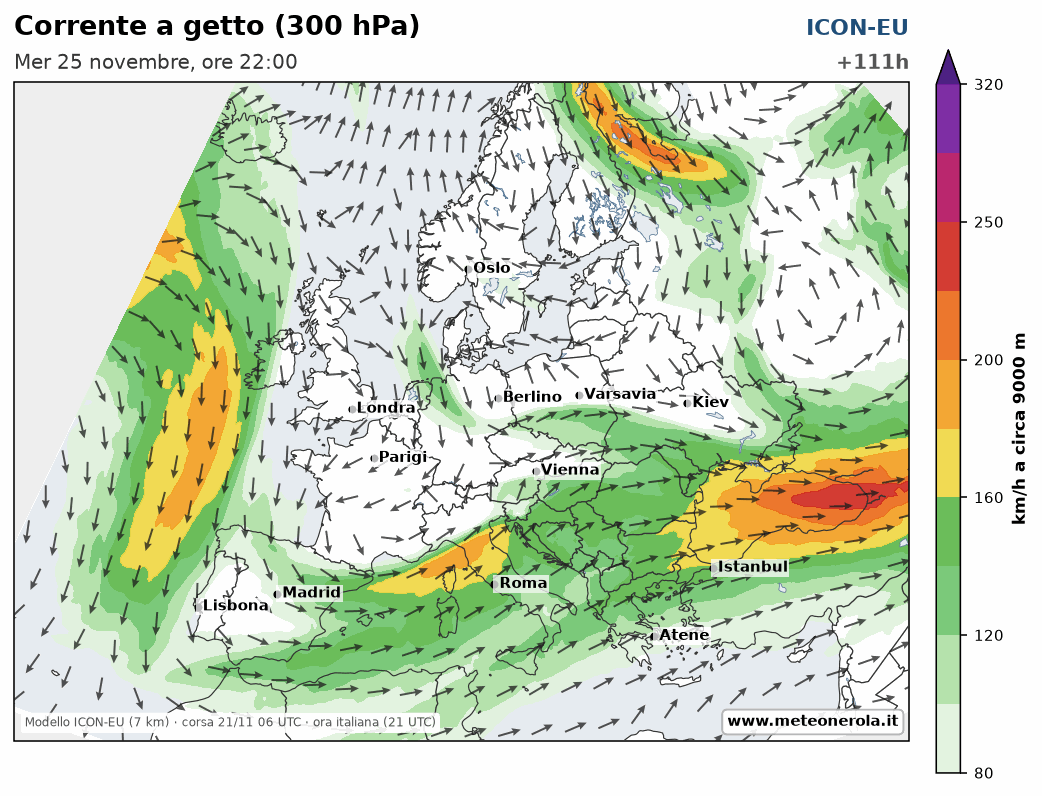 Corrente a getto (300 hPa)
ICON-EU
Mer 25 novembre, ore 22:00
+111h
320
250
200
160
120
80
km/h a circa 9000 m
Oslo
Londra
Berlino
Varsavia
Kiev
Parigi
Vienna
Roma
Istanbul
Madrid
Lisbona
Atene
Modello ICON-EU (7 km) · corsa 21/11 06 UTC · ora italiana (21 UTC)
www.meteonerola.it